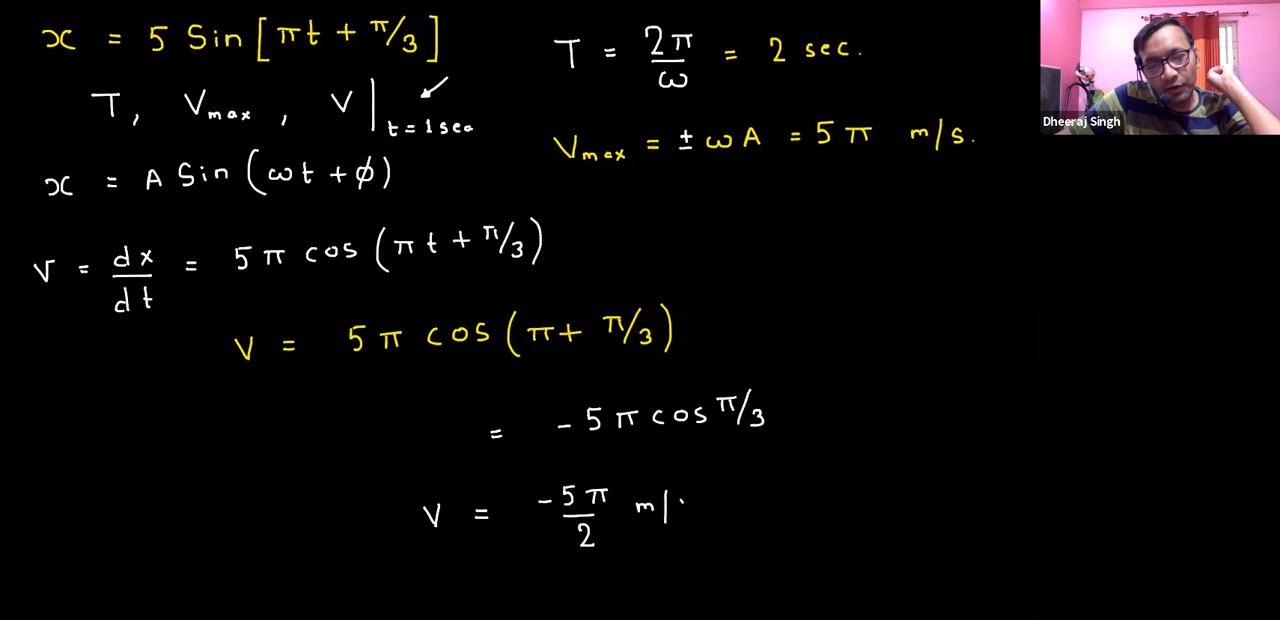 x = 5 Sin [πt + π/3]
T, Vmax, V|t=1sec
x = A Sin (ωt + ϕ)
V = dx/dt = 5π cos (πt + π/3)
V = 5π cos (π + π/3)
= -5π cos π/3
V = -5π/2 m/
T = 2π/ω = 2 sec.
Vmax = ± ωA = 5π m/s.
Dheeraj Singh